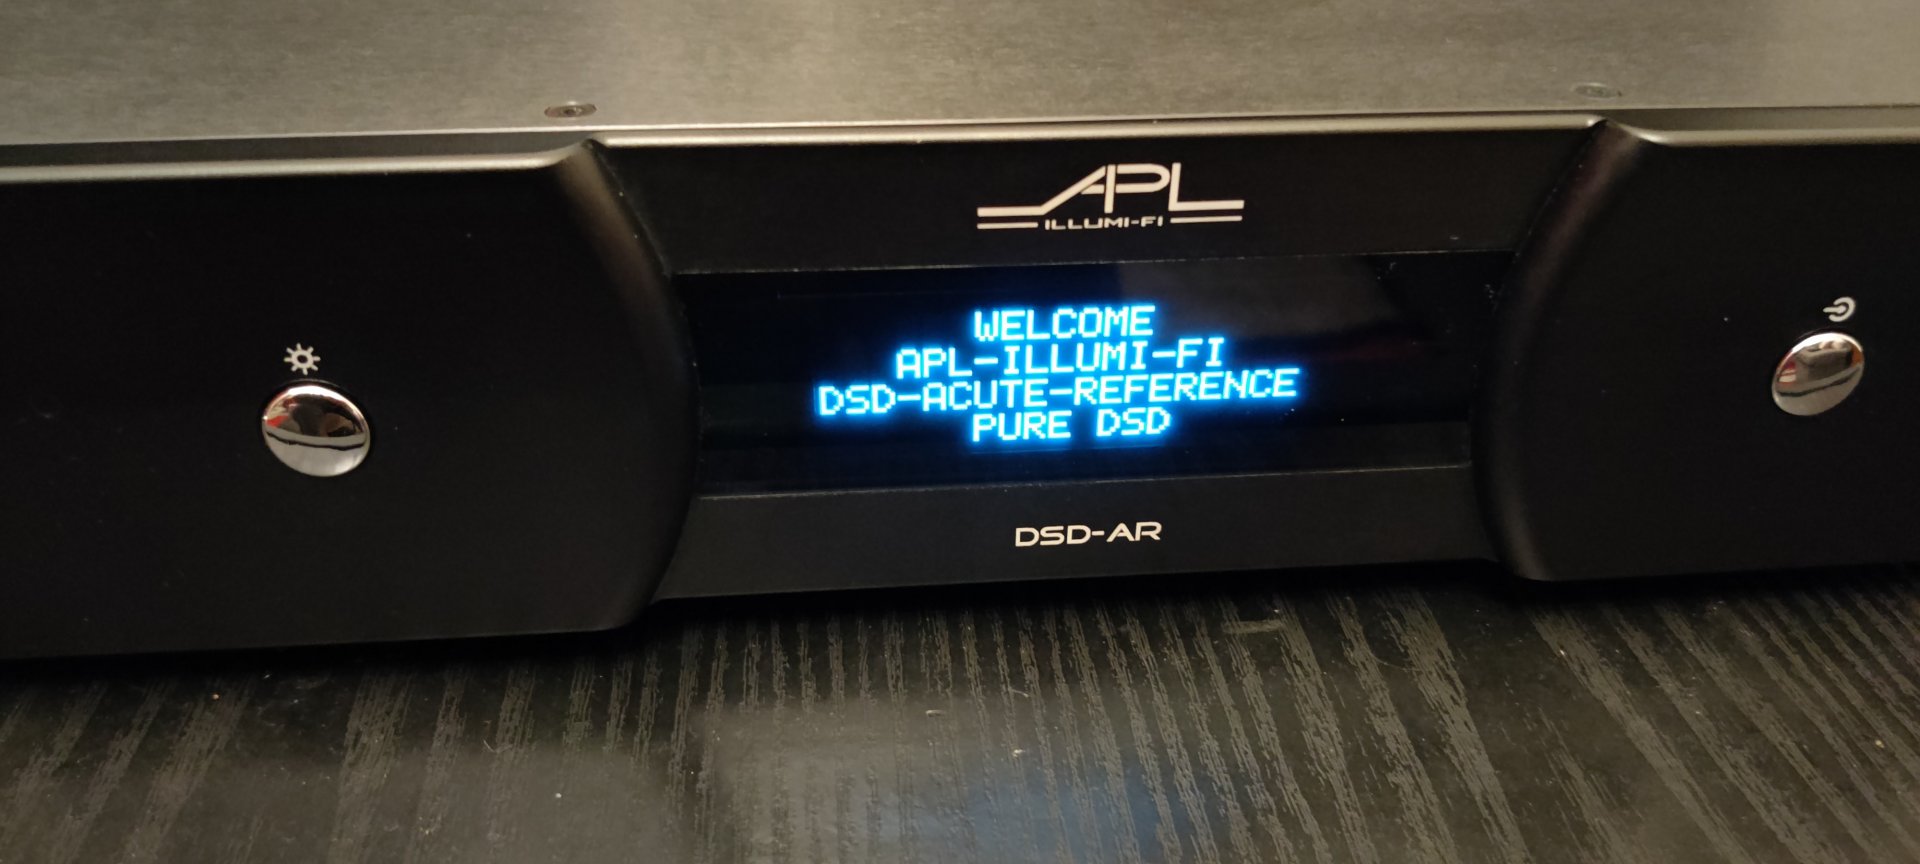 APL
ILLUMI-FI
WELCOME
APL-ILLUMI-FI
DSD-ACUTE-REFERENCE
PURE DSD
DSD-AR